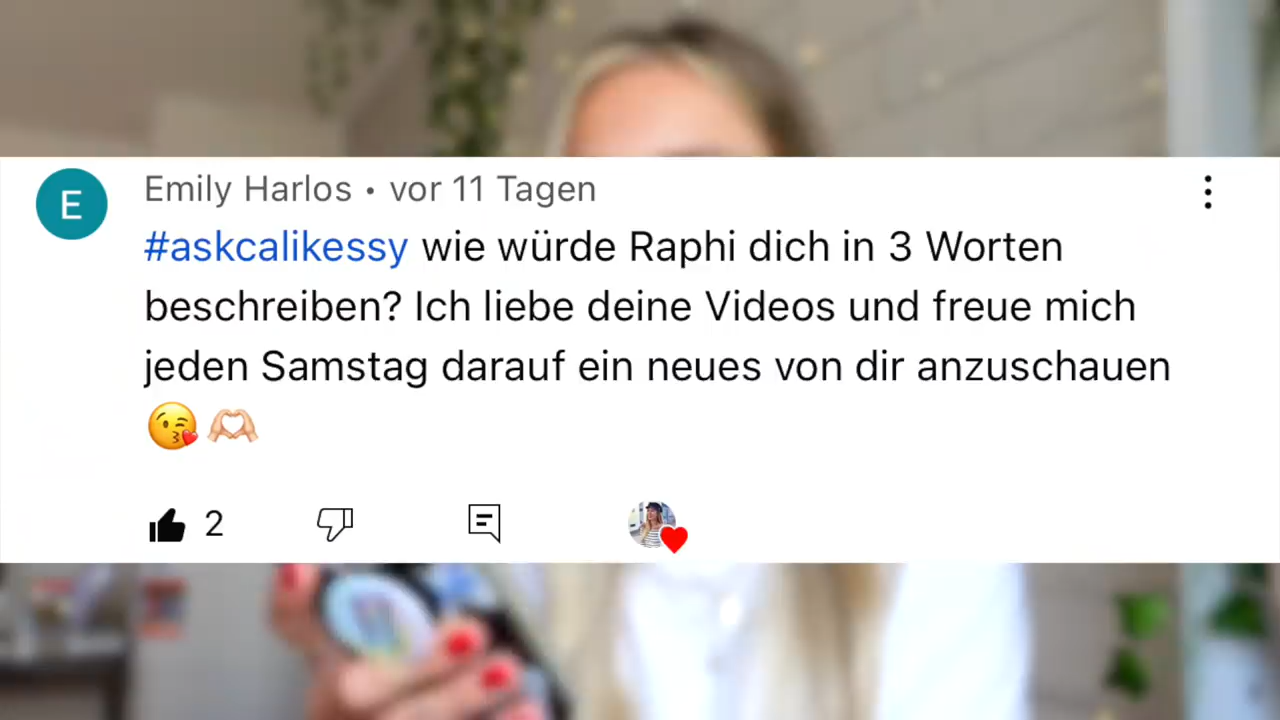 E
Emily Harlos • vor 11 Tagen
#askcalikessy wie würde Raphi dich in 3 Worten
beschreiben? Ich liebe deine Videos und freue mich
jeden Samstag darauf ein neues von dir anzuschauen
😘 🫶🏻
2